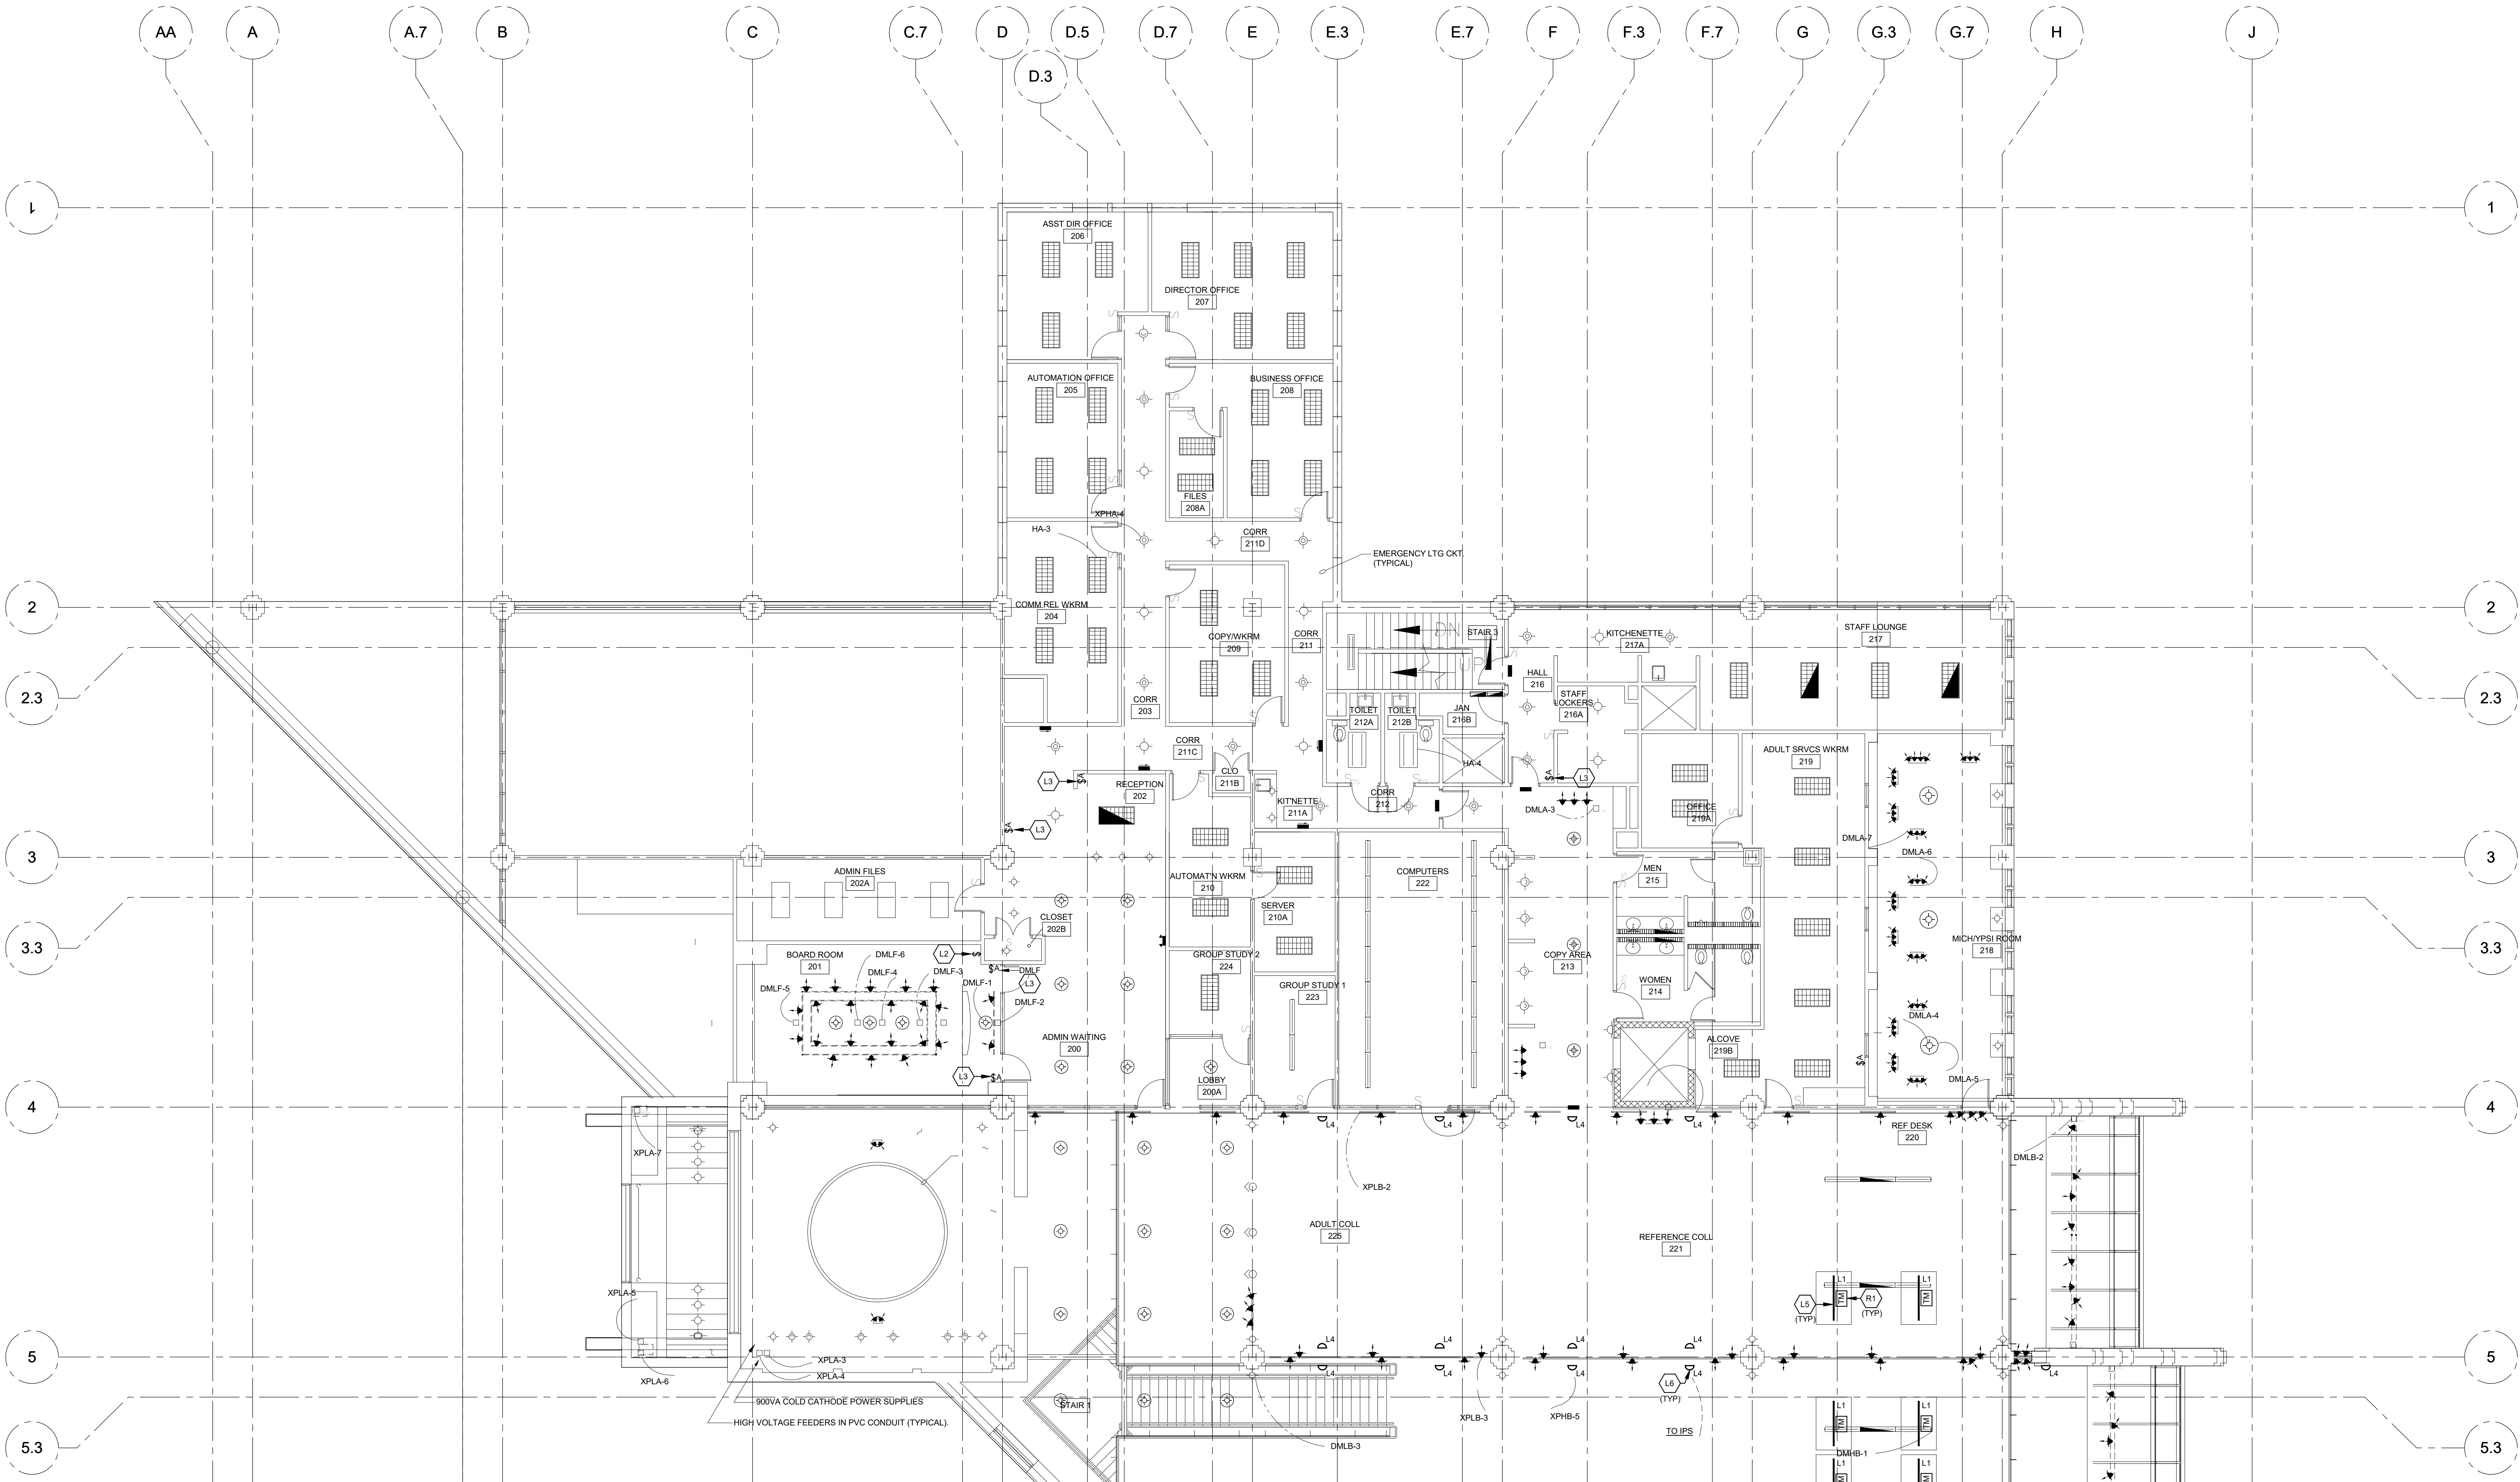 AA
A
A.7
B
C
C.7
D
D.3
D.5
D.7
E
E.3
E.7
F
F.3
F.7
G
G.3
G.7
H
J
1
1
ASST DIR OFFICE
206
DIRECTOR OFFICE
207
AUTOMATION OFFICE
205
BUSINESS OFFICE
208
FILES
208A
XPHA-4
HA-3
CORR
211D
EMERGENCY LTG CKT.
(TYPICAL)
2
2
COMM REL WKRM
204
COPY/WKRM
209
CORR
211
DN
UP
STAIR 3
KITCHENETTE
217A
STAFF LOUNGE
217
2.3
2.3
HALL
216
STAFF
LOCKERS
216A
CORR
203
TOILET
212A
TOILET
212B
JAN
216B
CORR
211C
HA-4
ADULT SRVCS WKRM
219
L3
$A
CLO
211B
RECEPTION
202
$A
L3
KIT'NETTE
211A
CORR
212
DMLA-3
OFFICE
219A
$A
L3
DMLA-7
DMLA-6
3
3
ADMIN FILES
202A
AUTOMAT'N WKRM
210
COMPUTERS
222
MEN
215
SERVER
210A
CLOSET
202B
3.3
3.3
MICH/YPSI ROOM
218
BOARD ROOM
201
DMLF-6
DMLF-4
DMLF-3
DMLF-5
L2
$
$A
DMLF
L3
DMLF-1
DMLF-2
GROUP STUDY 2
224
GROUP STUDY 1
223
COPY AREA
213
WOMEN
214
DMLA-4
ADMIN WAITING
200
ALCOVE
219B
$A
L3
$A
LOBBY
200A
DMLA-5
4
4
L4
L4
L4
L4
REF DESK
220
XPLA-7
DMLB-2
XPLB-2
ADULT COLL
225
REFERENCE COLL
221
XPLA-5
L1
L1
TM
TM
L5
(TYP)
R1
(TYP)
5
5
L4
L4
L4
L4
XPLA-3
XPLA-4
XPLA-6
L4
L4
L4
L4
L4
L6
(TYP)
900VA COLD CATHODE POWER SUPPLIES
HIGH VOLTAGE FEEDERS IN PVC CONDUIT (TYPICAL).
STAIR 1
XPLB-3
XPHB-5
TO IPS
L1
L1
TM
TM
DMLB-3
DMHB-1
5.3
5.3
L1
L1